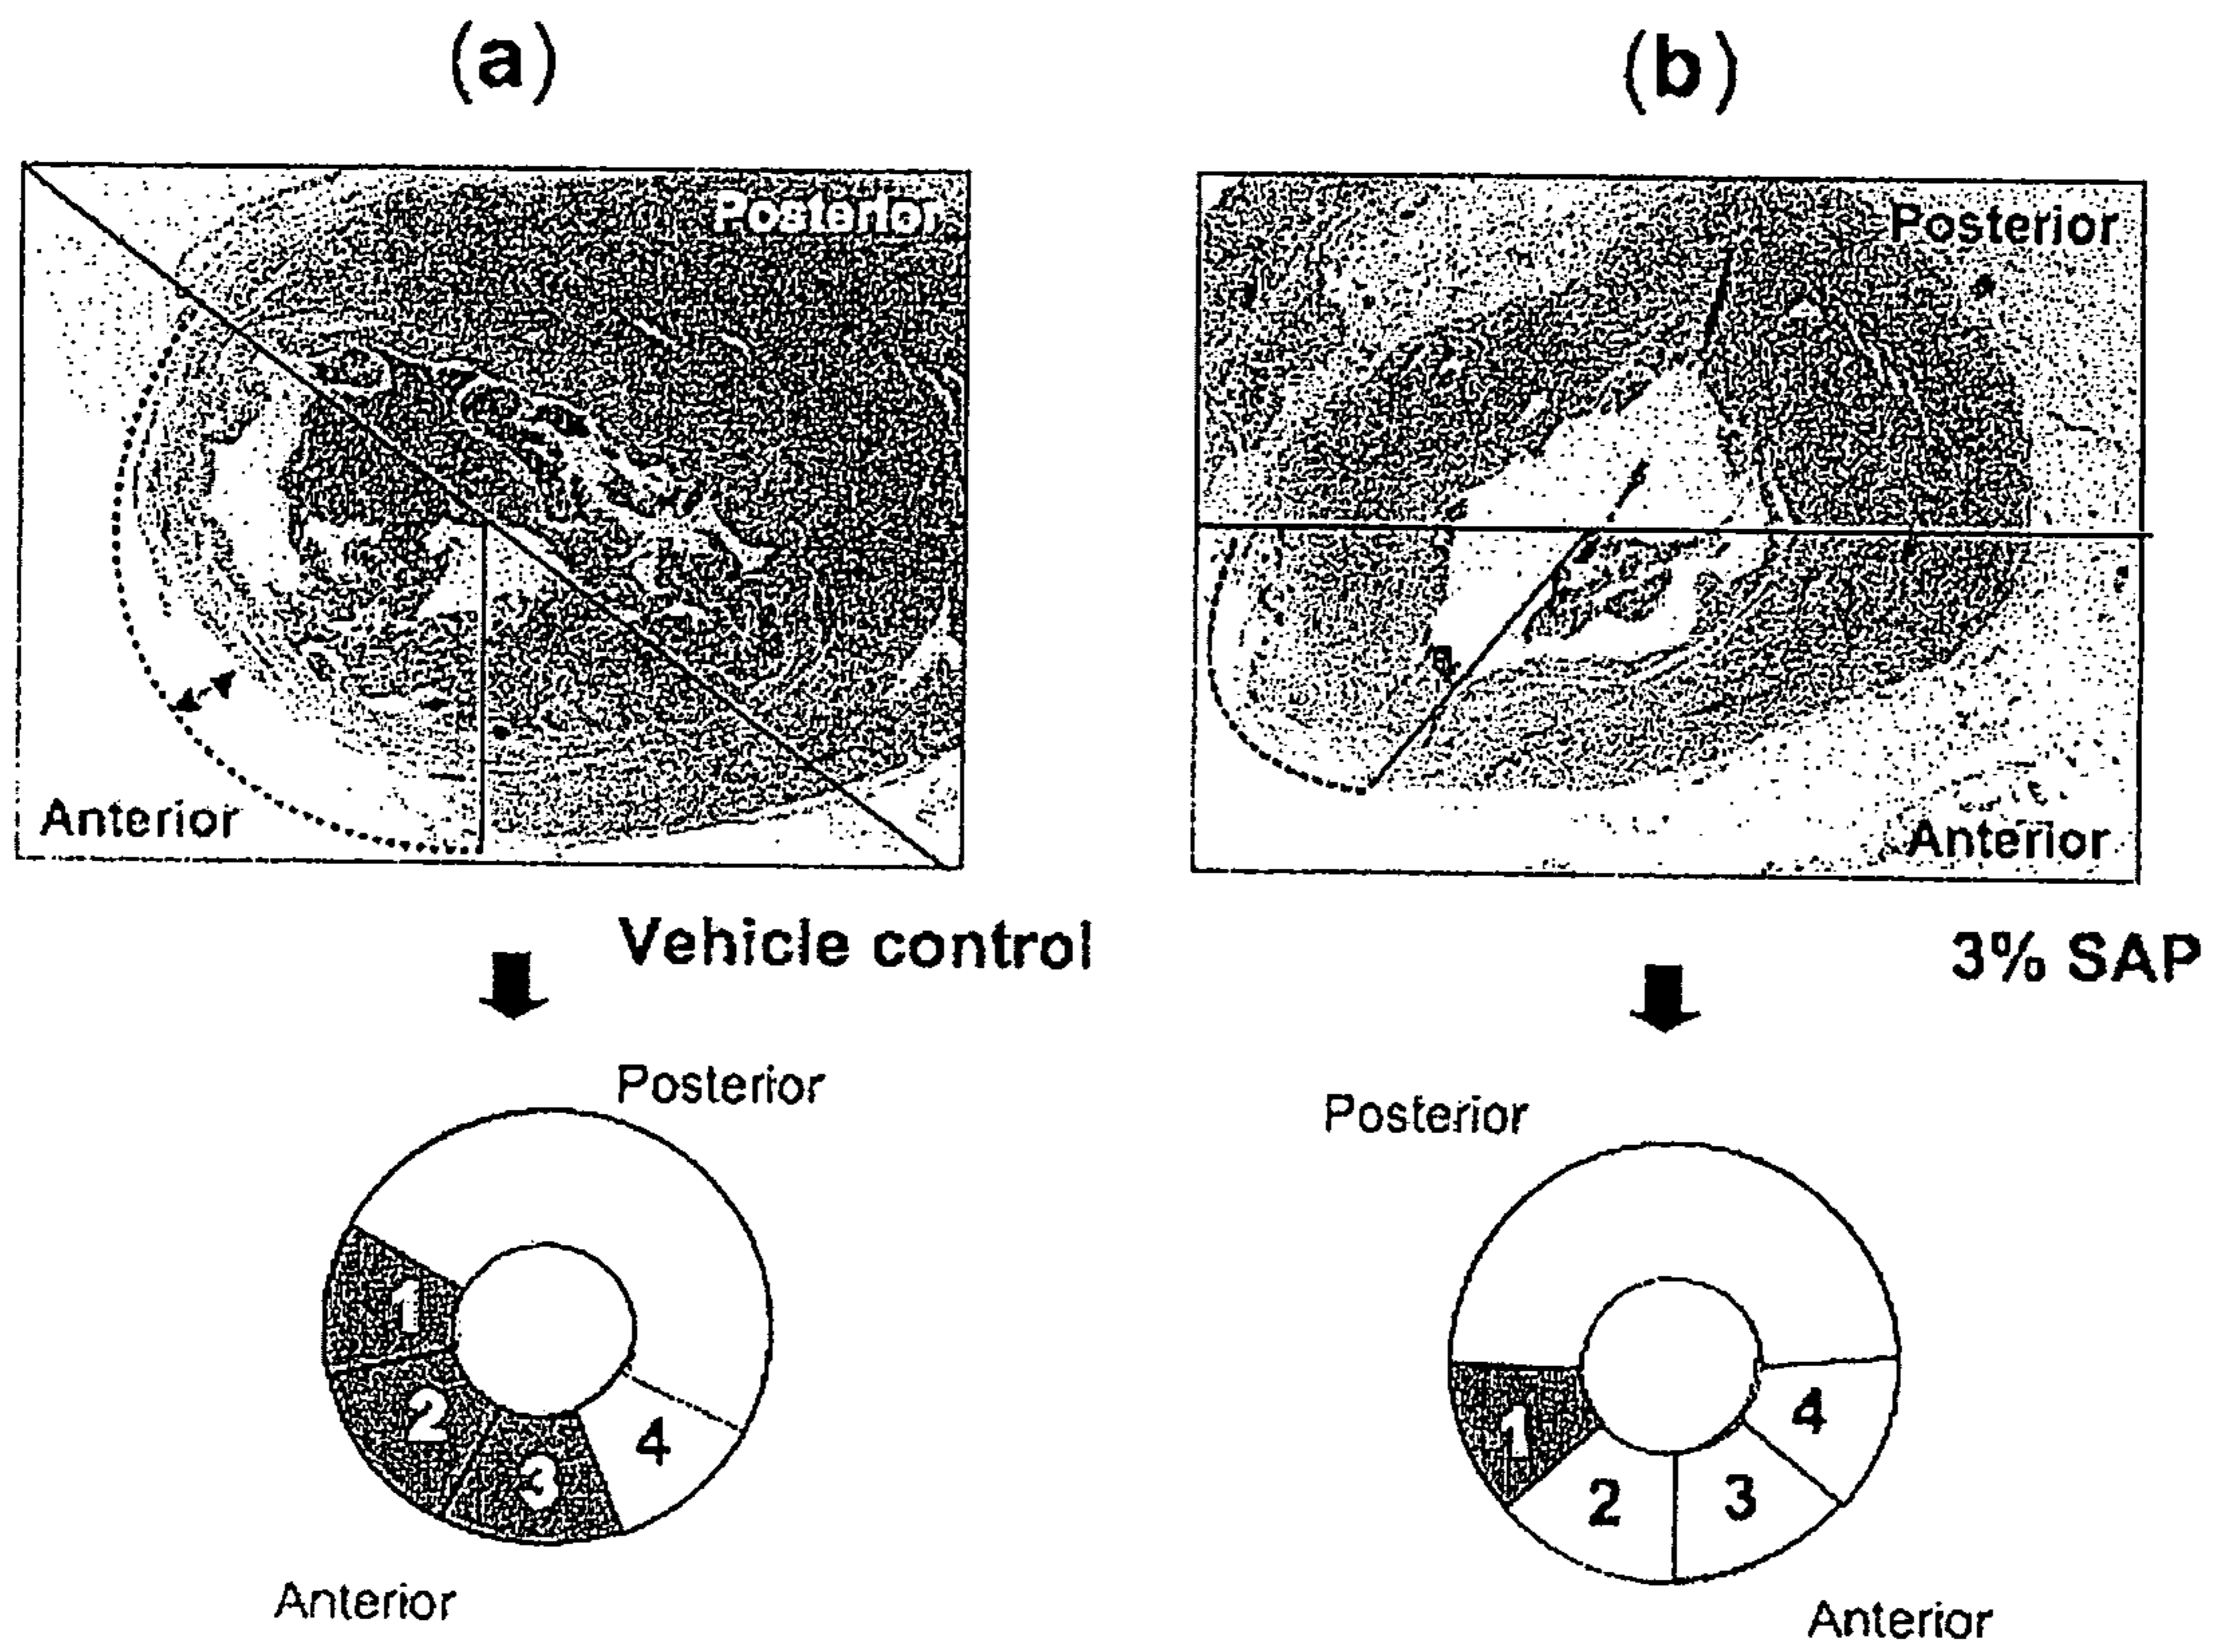 (a)
(b)
Posterior
Posterior
Anterior
Anterior
Vehicle control
3% SAP
Posterior
Posterior
1
2
3
4
1
2
3
4
Anterior
Anterior